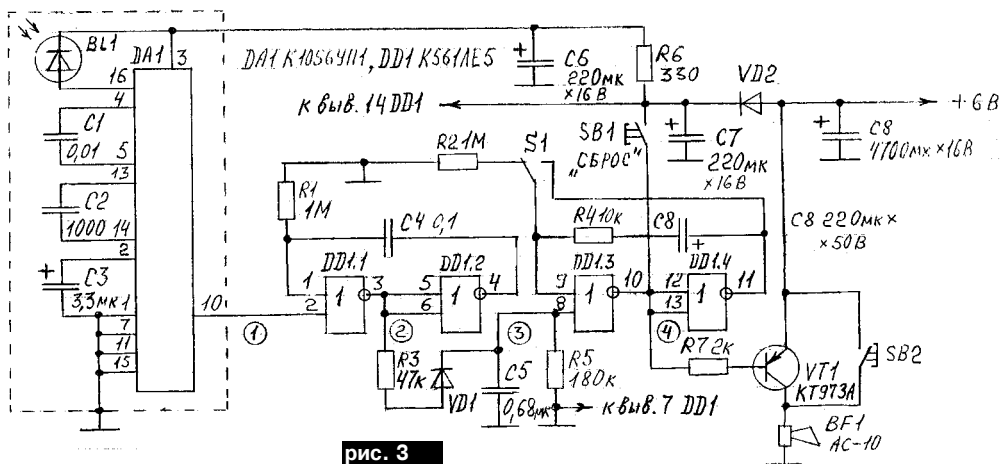 BL1
DA1
3
DA1 К1056УП1, DD1 К561ЛЕ5
+
C6
220мк
×16В
R6
330
VD2
16
4
C1
0,01
5
13
C2
1000
14
2
+
C3
3,3мк
1
7
11
15
10
1
к выв. 14 DD1
+6В
SB1
"СБРОС"
+
C7
220мк
×16В
+
C8
4700мк×16В
R2 1М
S1
R1
1М
C4 0,1
R4 10к
C8
+
C8 220мк×
×50В
DD1.1
1
2
1
3
DD1.2
5
6
1
4
DD1.3
9
8
1
10
DD1.4
12
13
1
11
2
3
4
R3
47к
VD1
C5
0,68мк
R5
180к
к выв. 7 DD1
R7 2к
VT1
КТ973А
SB2
BF1
АС-10
рис. 3